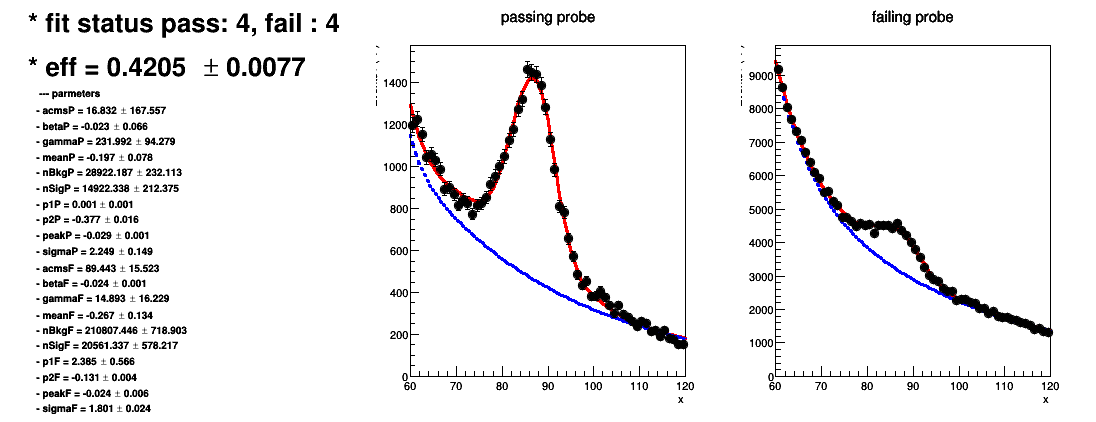 * fit status pass: 4, fail : 4
* eff = 0.4205 ± 0.0077
--- parmeters
- acmsP = 16.832 ± 167.557
- betaP = -0.023 ± 0.066
- gammaP = 231.992 ± 94.279
- meanP = -0.197 ± 0.078
- nBkgP = 28922.187 ± 232.113
- nSigP = 14922.338 ± 212.375
- p1P = 0.001 ± 0.001
- p2P = -0.377 ± 0.016
- peakP = -0.029 ± 0.001
- sigmaP = 2.249 ± 0.149
- acmsF = 89.443 ± 15.523
- betaF = -0.024 ± 0.001
- gammaF = 14.893 ± 16.229
- meanF = -0.267 ± 0.134
- nBkgF = 210807.446 ± 718.903
- nSigF = 20561.337 ± 578.217
- p1F = 2.385 ± 0.566
- p2F = -0.131 ± 0.004
- peakF = -0.024 ± 0.006
- sigmaF = 1.801 ± 0.024
passing probe
1400
1200
1000
800
600
400
200
0
60 70 80 90 100 110 120
x
failing probe
9000
8000
7000
6000
5000
4000
3000
2000
1000
0
60 70 80 90 100 110 120
x